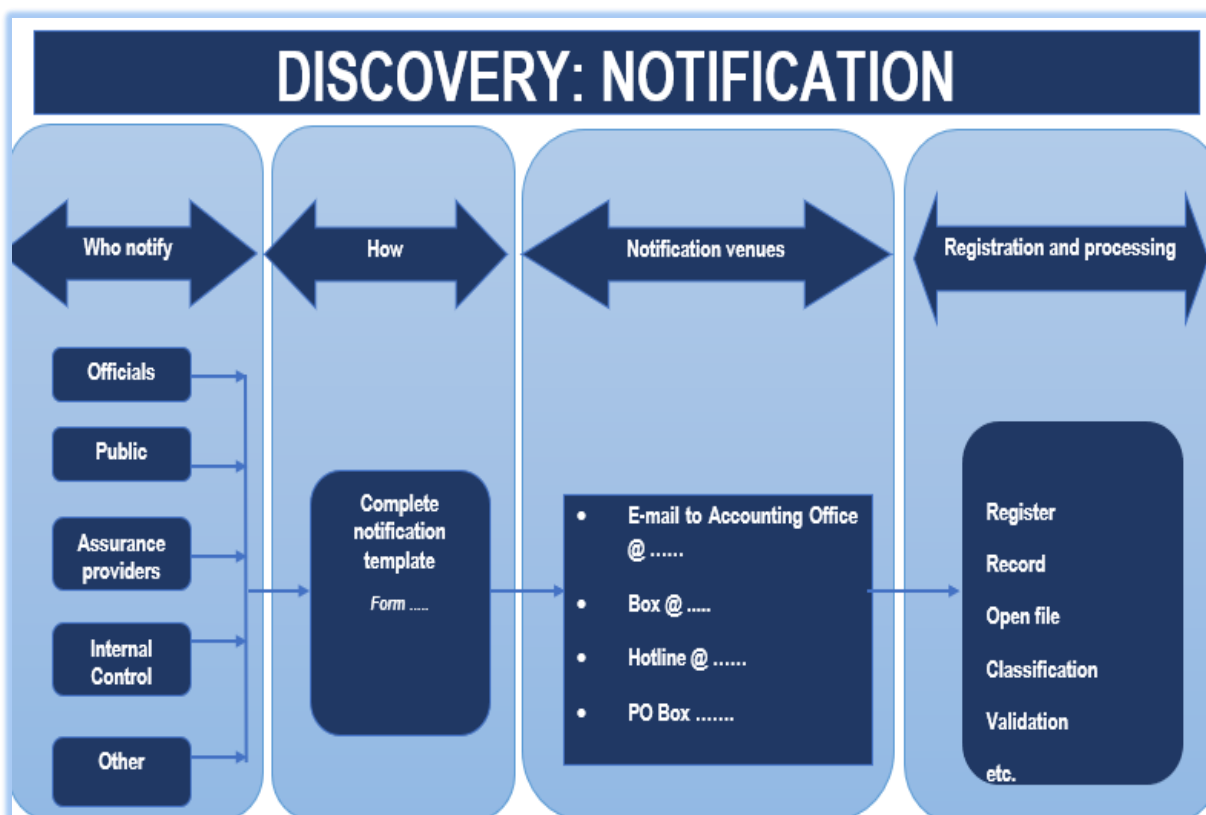 DISCOVERY: NOTIFICATION
Who notify
How
Notification venues
Registration and processing
Officials
Public
Assurance
providers
Internal
Control
Other
Complete
notification
template
Form .....
• E-mail to Accounting Office
@ ......
• Box @ .....
• Hotline @ ......
• PO Box .......
Register
Record
Open file
Classification
Validation
etc.